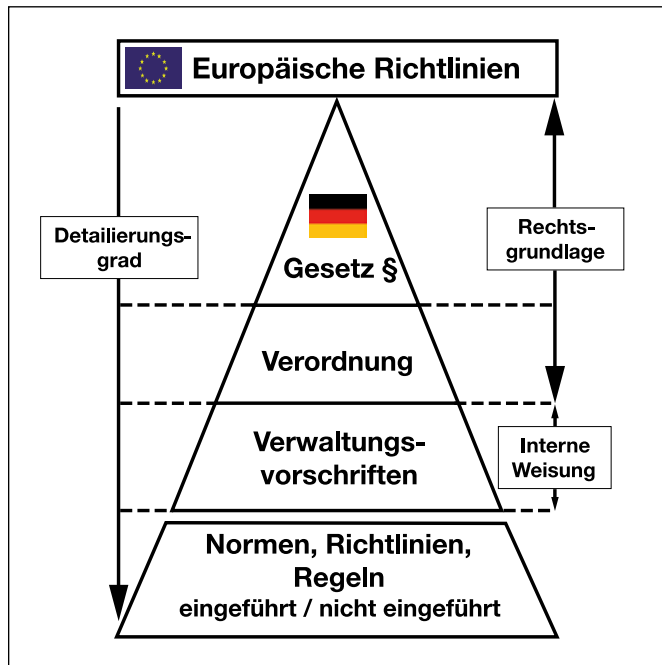 Europäische Richtlinien
Detailierungs-
grad
Rechts-
grundlage
Gesetz §
Verordnung
Verwaltungs-
vorschriften
Interne
Weisung
Normen, Richtlinien,
Regeln
eingeführt / nicht eingeführt